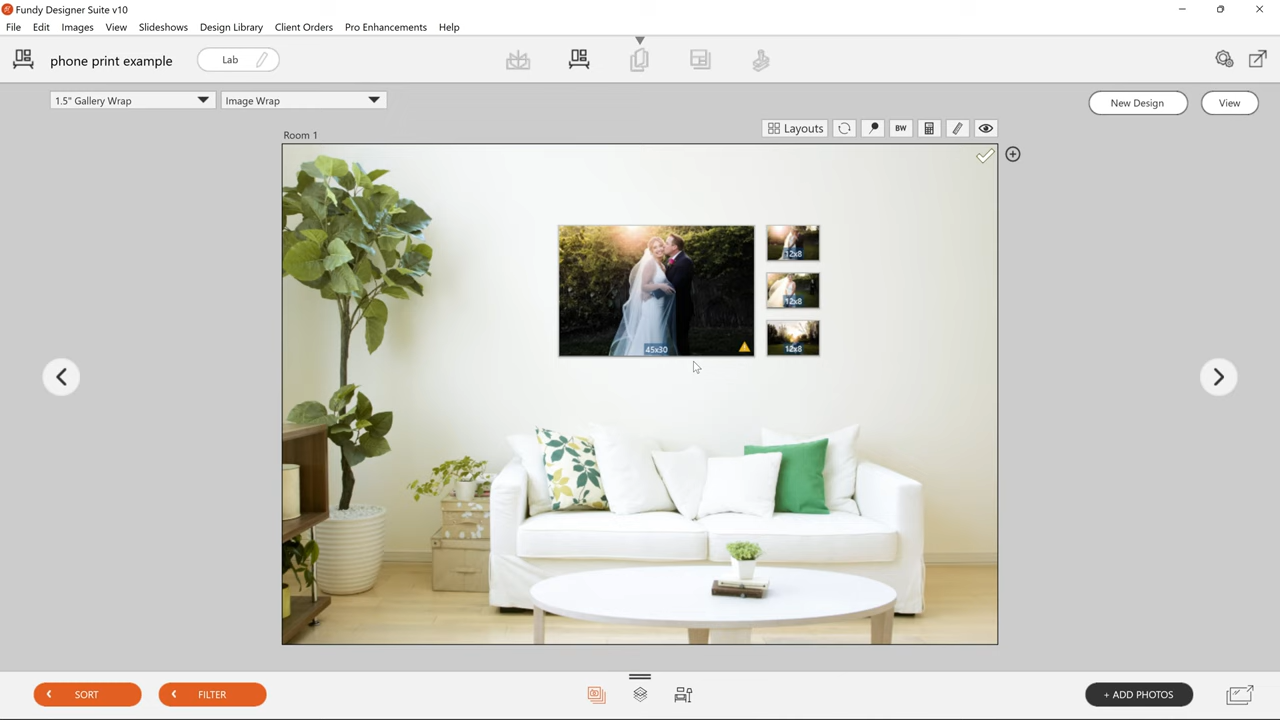 Fundy Designer Suite v10
File Edit Images View Slideshows Design Library Client Orders Pro Enhancements Help
phone print example Lab
1.5" Gallery Wrap Image Wrap New Design View
Room 1 Layouts BW
12x8
12x8
45x30 12x8
SORT FILTER + ADD PHOTOS